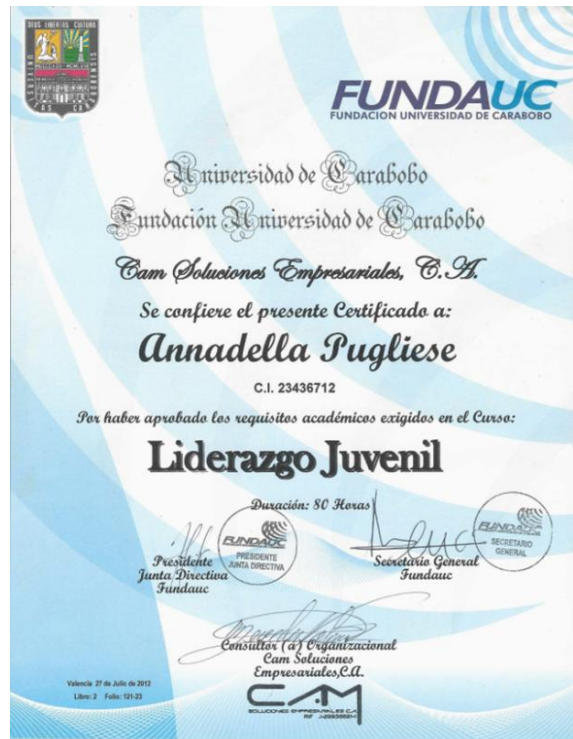 DEUS LIBERTAS CULTURA
FUNDAUC
FUNDACION UNIVERSIDAD DE CARABOBO
Universidad de Carabobo
Fundación Universidad de Carabobo
Cam Soluciones Empresariales, C.A.
Se confiere el presente Certificado a:
Annadella Pugliese
C.I. 23436712
Por haber aprobado los requisitos académicos exigidos en el Curso:
Liderazgo Juvenil
Duración: 80 Horas
FUNDAUC
PRESIDENTE
JUNTA DIRECTIVA
FUNDAUC
SECRETARIO
GENERAL
Presidente
Junta Directiva
Fundauc
Secretario General
Fundauc
Consultor (a) Organizacional
Cam Soluciones
Empresariales,C.A.
Valencia 27 de Julio de 2012
Libro: 2 Folio: 121-23
CAM
SOLUCIONES EMPRESARIALES C.A.